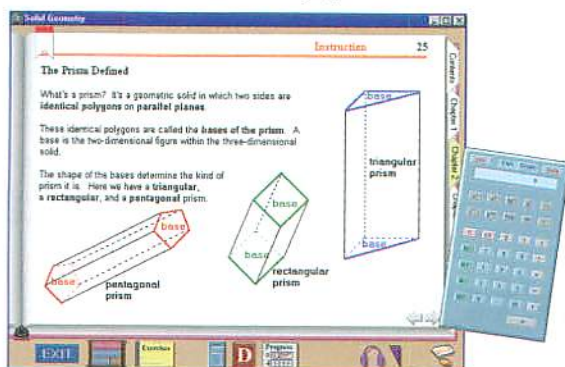 Solid Geometry
Instruction 25
The Prism Defined
What's a prism? It's a geometric solid in which two sides are
identical polygons on parallel planes.
These identical polygons are called the bases of the prism. A
base is the two-dimensional figure within the three-dimensional
solid.
The shape of the bases determine the kind of
prism it is. Here we have a triangular,
a rectangular, and a pentagonal prism.
base
triangular
prism
base
base
base
rectangular
prism
base
base
pentagonal
prism
Contents
Chapter 1
Chapter 2
EXIT
Exercises
D
Progress